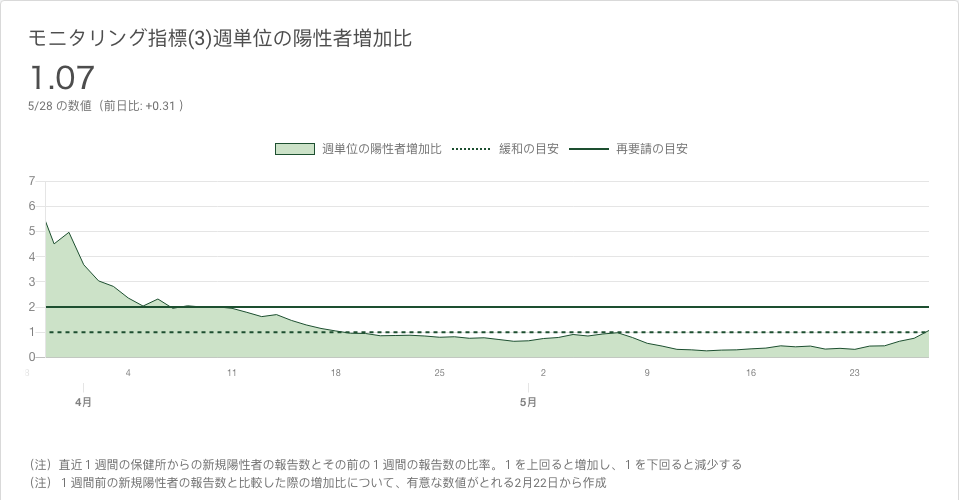 モニタリング指標(3)週単位の陽性者増加比
1.07
5/28 の数値（前日比: +0.31 ）
週単位の陽性者増加比 緩和の目安 再要請の目安
7
6
5
4
3
2
1
0
4 11 18 25 2 9 16 23
4月 5月
（注）直近１週間の保健所からの新規陽性者の報告数とその前の１週間の報告数の比率。１を上回ると増加し、１を下回ると減少する
（注）１週間前の新規陽性者の報告数と比較した際の増加比について、有意な数値がとれる2月22日から作成